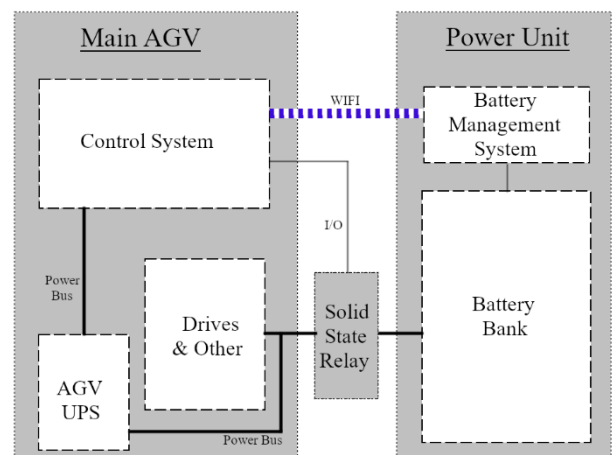 Main AGV
Power Unit
WIFI
Control System
Battery
Management
System
I/O
Power
Bus
Drives
& Other
Solid
State
Relay
Battery
Bank
AGV
UPS
Power Bus